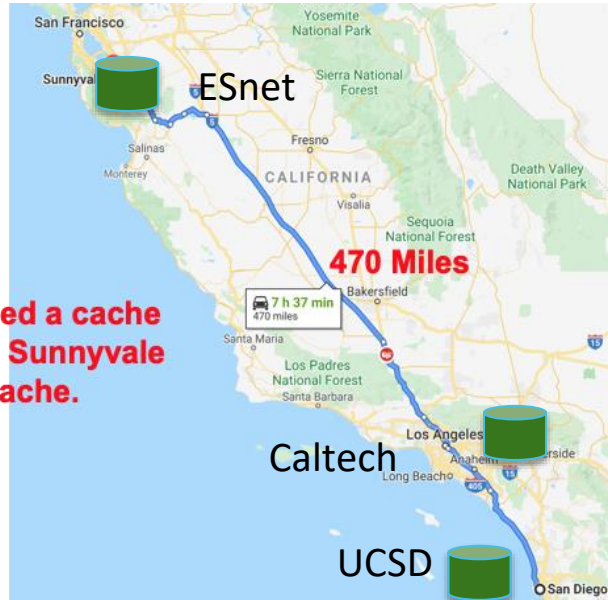 Yosemite
National Park
San Francisco
Sunnyval
ESnet
Sierra National
Forest
5
Salinas
Monterey
Fresno
CALIFORNIA
Visalia
Death Valley
National Park
Sequoia
National Forest
470 Miles
7 h 37 min
470 miles
Bakersfield
ed a cache
Sunnyvale
ache.
Santa Maria
15
Los Padres
National Forest
Santa Barbara
Los Angeles
Caltech
Anaheim
erside
Long Beach
405
15
UCSD
San Diego